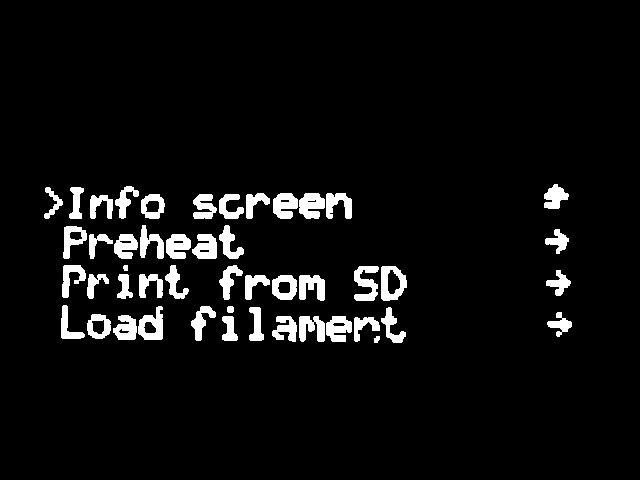 >Info screen ↑
Preheat →
Print from SD →
Load filament →